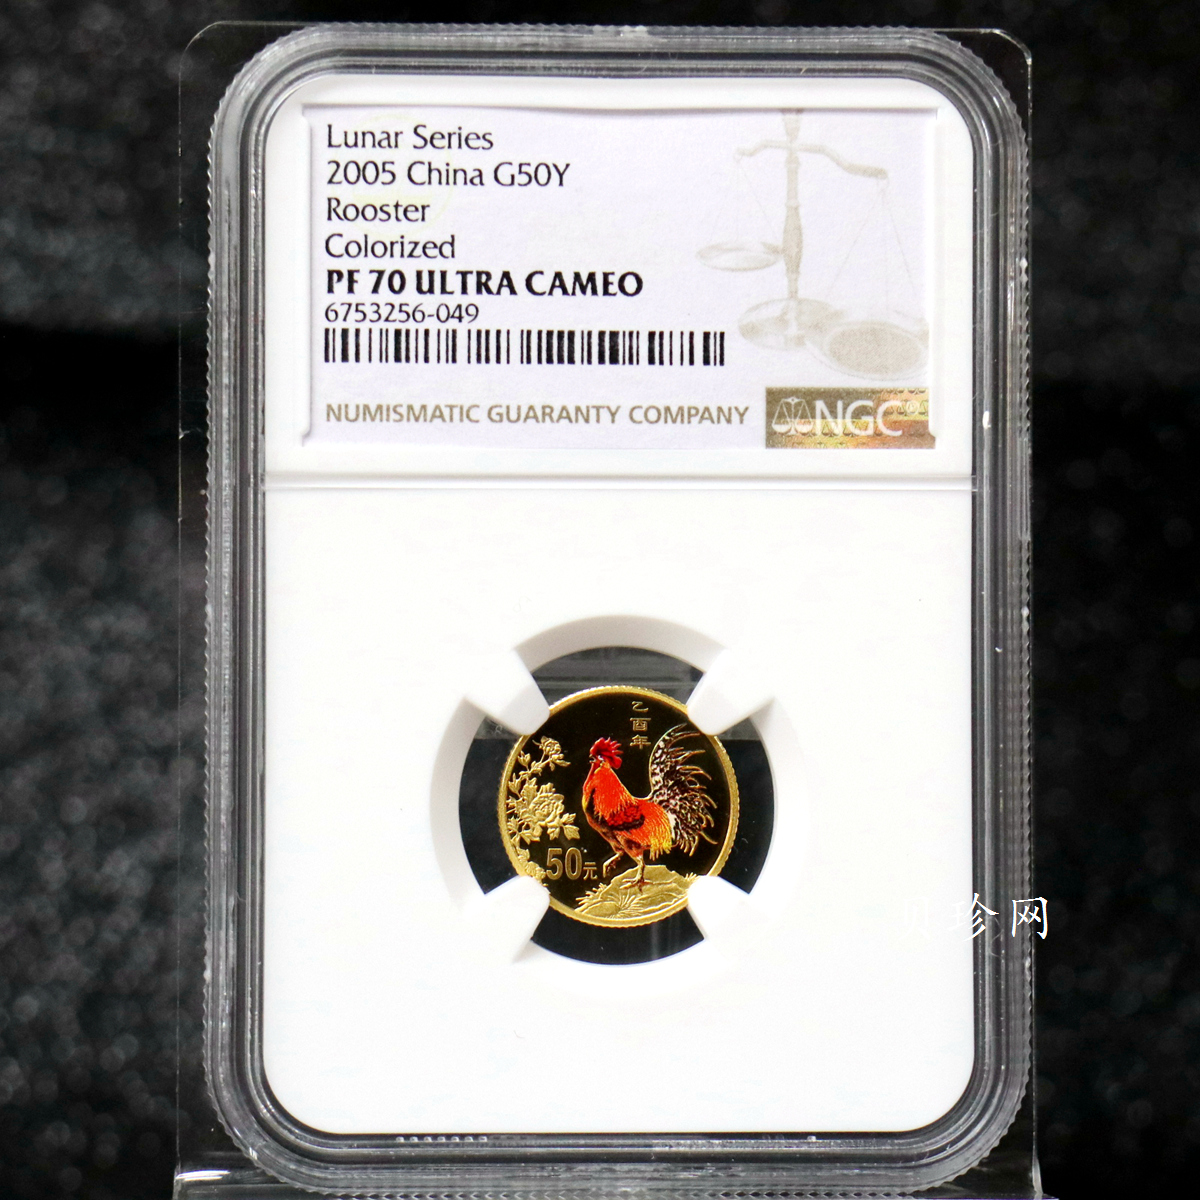 Lunar Series
2005 China G50Y
Rooster
Colorized
PF 70 ULTRA CAMEO
6753256-049
NUMISMATIC GUARANTY COMPANY
NGC®
乙酉年
50元
贝珍网